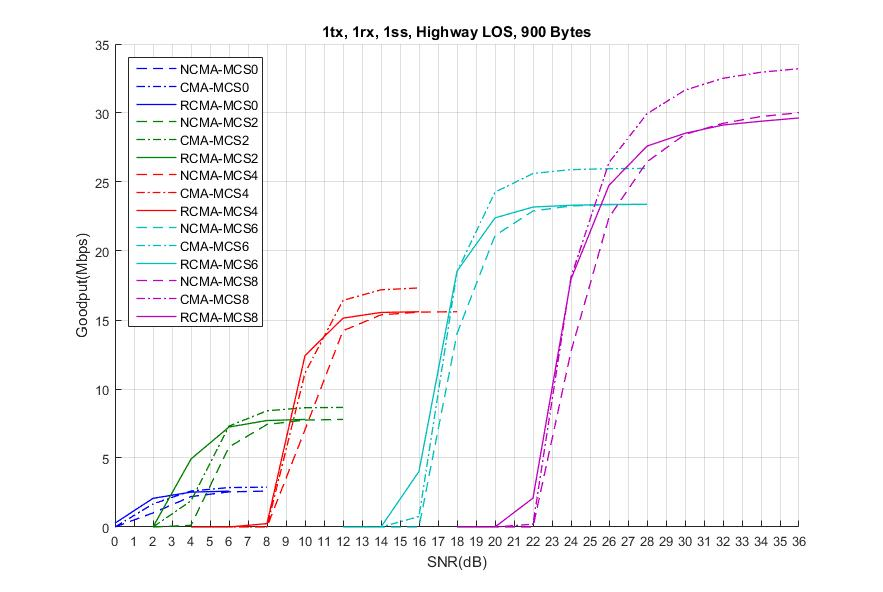 1tx, 1rx, 1ss, Highway LOS, 900 Bytes
35
30
25
20
15
10
5
0
Goodput(Mbps)
NCMA-MCS0
CMA-MCS0
RCMA-MCS0
NCMA-MCS2
CMA-MCS2
RCMA-MCS2
NCMA-MCS4
CMA-MCS4
RCMA-MCS4
NCMA-MCS6
CMA-MCS6
RCMA-MCS6
NCMA-MCS8
CMA-MCS8
RCMA-MCS8
0 1 2 3 4 5 6 7 8 9 10 11 12 13 14 15 16 17 18 19 20 21 22 23 24 25 26 27 28 29 30 31 32 33 34 35 36
SNR(dB)